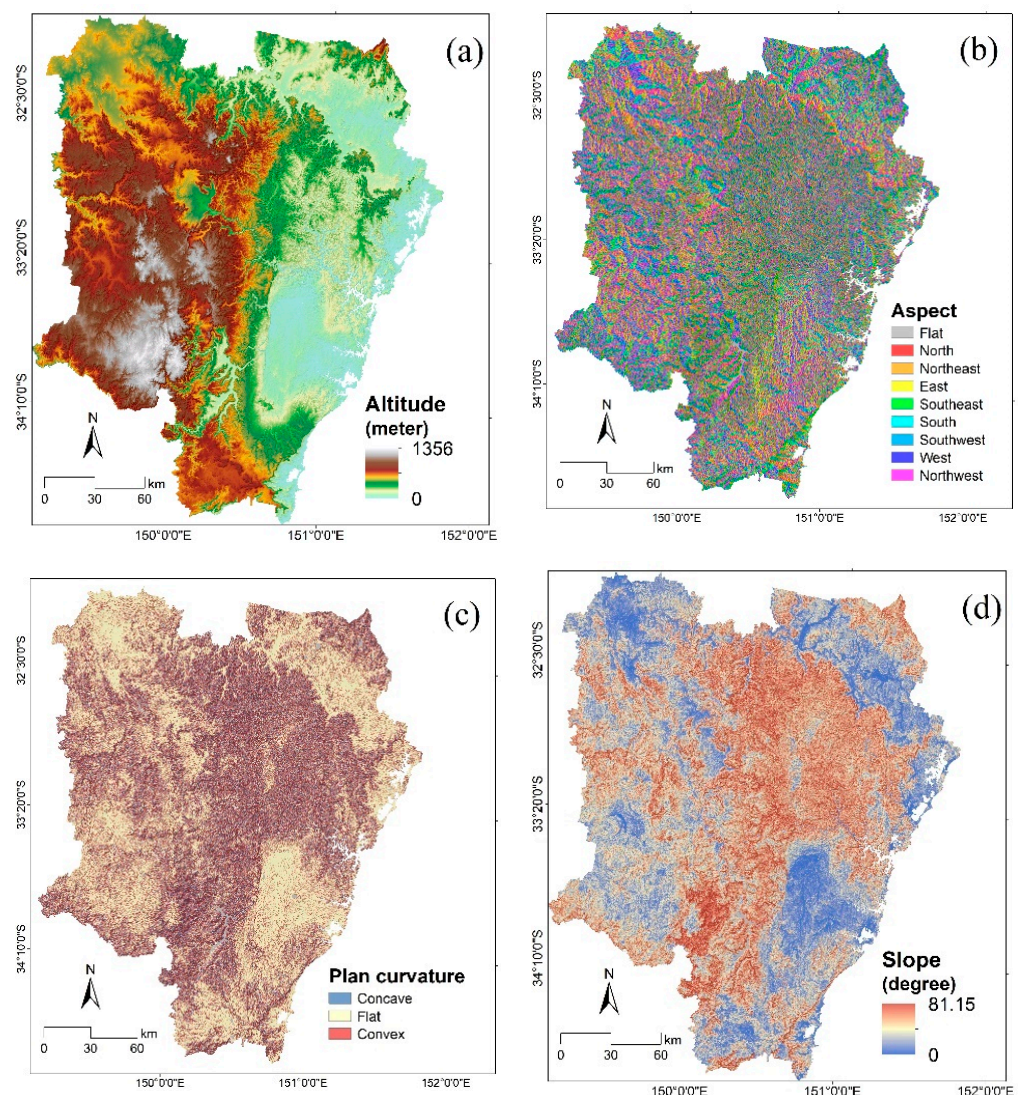 (a)
32°30'0"S
33°20'0"S
34°10'0"S
N
0 30 60 km
Altitude
(meter)
1356
0
150°0'0"E 151°0'0"E 152°0'0"E
(b)
32°30'0"S
33°20'0"S
34°10'0"S
Aspect
Flat
North
Northeast
East
Southeast
South
Southwest
West
Northwest
N
0 30 60 km
150°0'0"E 151°0'0"E 152°0'0"E
(c)
32°30'0"S
33°20'0"S
34°10'0"S
N
0 30 60 km
Plan curvature
Concave
Flat
Convex
150°0'0"E 151°0'0"E 152°0'0"E
(d)
32°30'0"S
33°20'0"S
34°10'0"S
N
0 30 60 km
Slope
(degree)
81.15
0
150°0'0"E 151°0'0"E 152°0'0"E